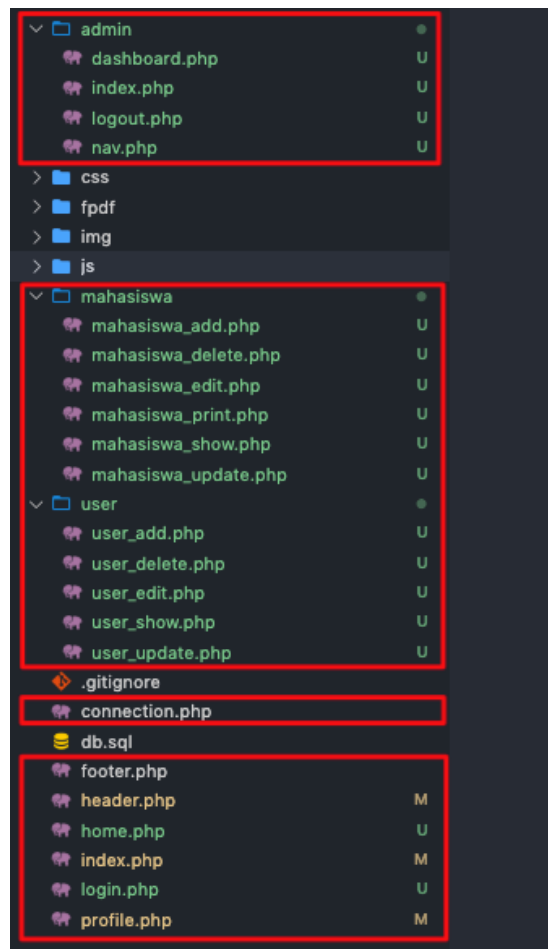 admin
dashboard.php U
index.php U
logout.php U
nav.php U
css
fpdf
img
js
mahasiswa
mahasiswa_add.php U
mahasiswa_delete.php U
mahasiswa_edit.php U
mahasiswa_print.php U
mahasiswa_show.php U
mahasiswa_update.php U
user
user_add.php U
user_delete.php U
user_edit.php U
user_show.php U
user_update.php U
.gitignore
connection.php
db.sql
footer.php
header.php M
home.php U
index.php M
login.php U
profile.php M